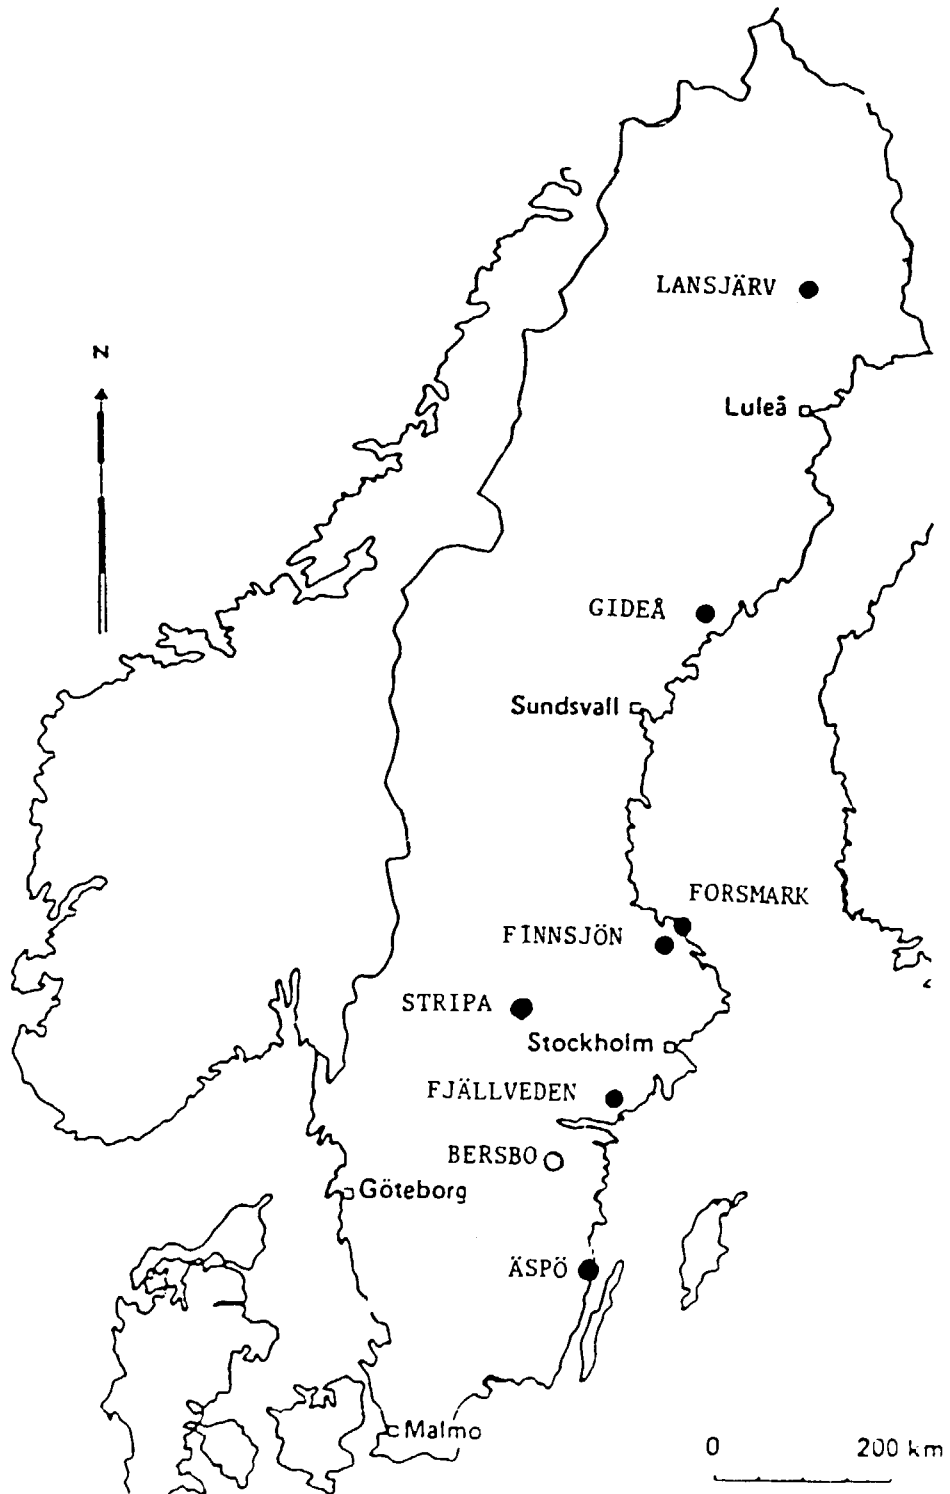 LANSJÄRV
N
Luleå
GIDEÅ
Sundsvall
FORSMARK
FINNSJÖN
STRIPA
Stockholm
FJÄLLVEDEN
BERSBO
Göteborg
ÄSPÖ
Malmo
0 200 km